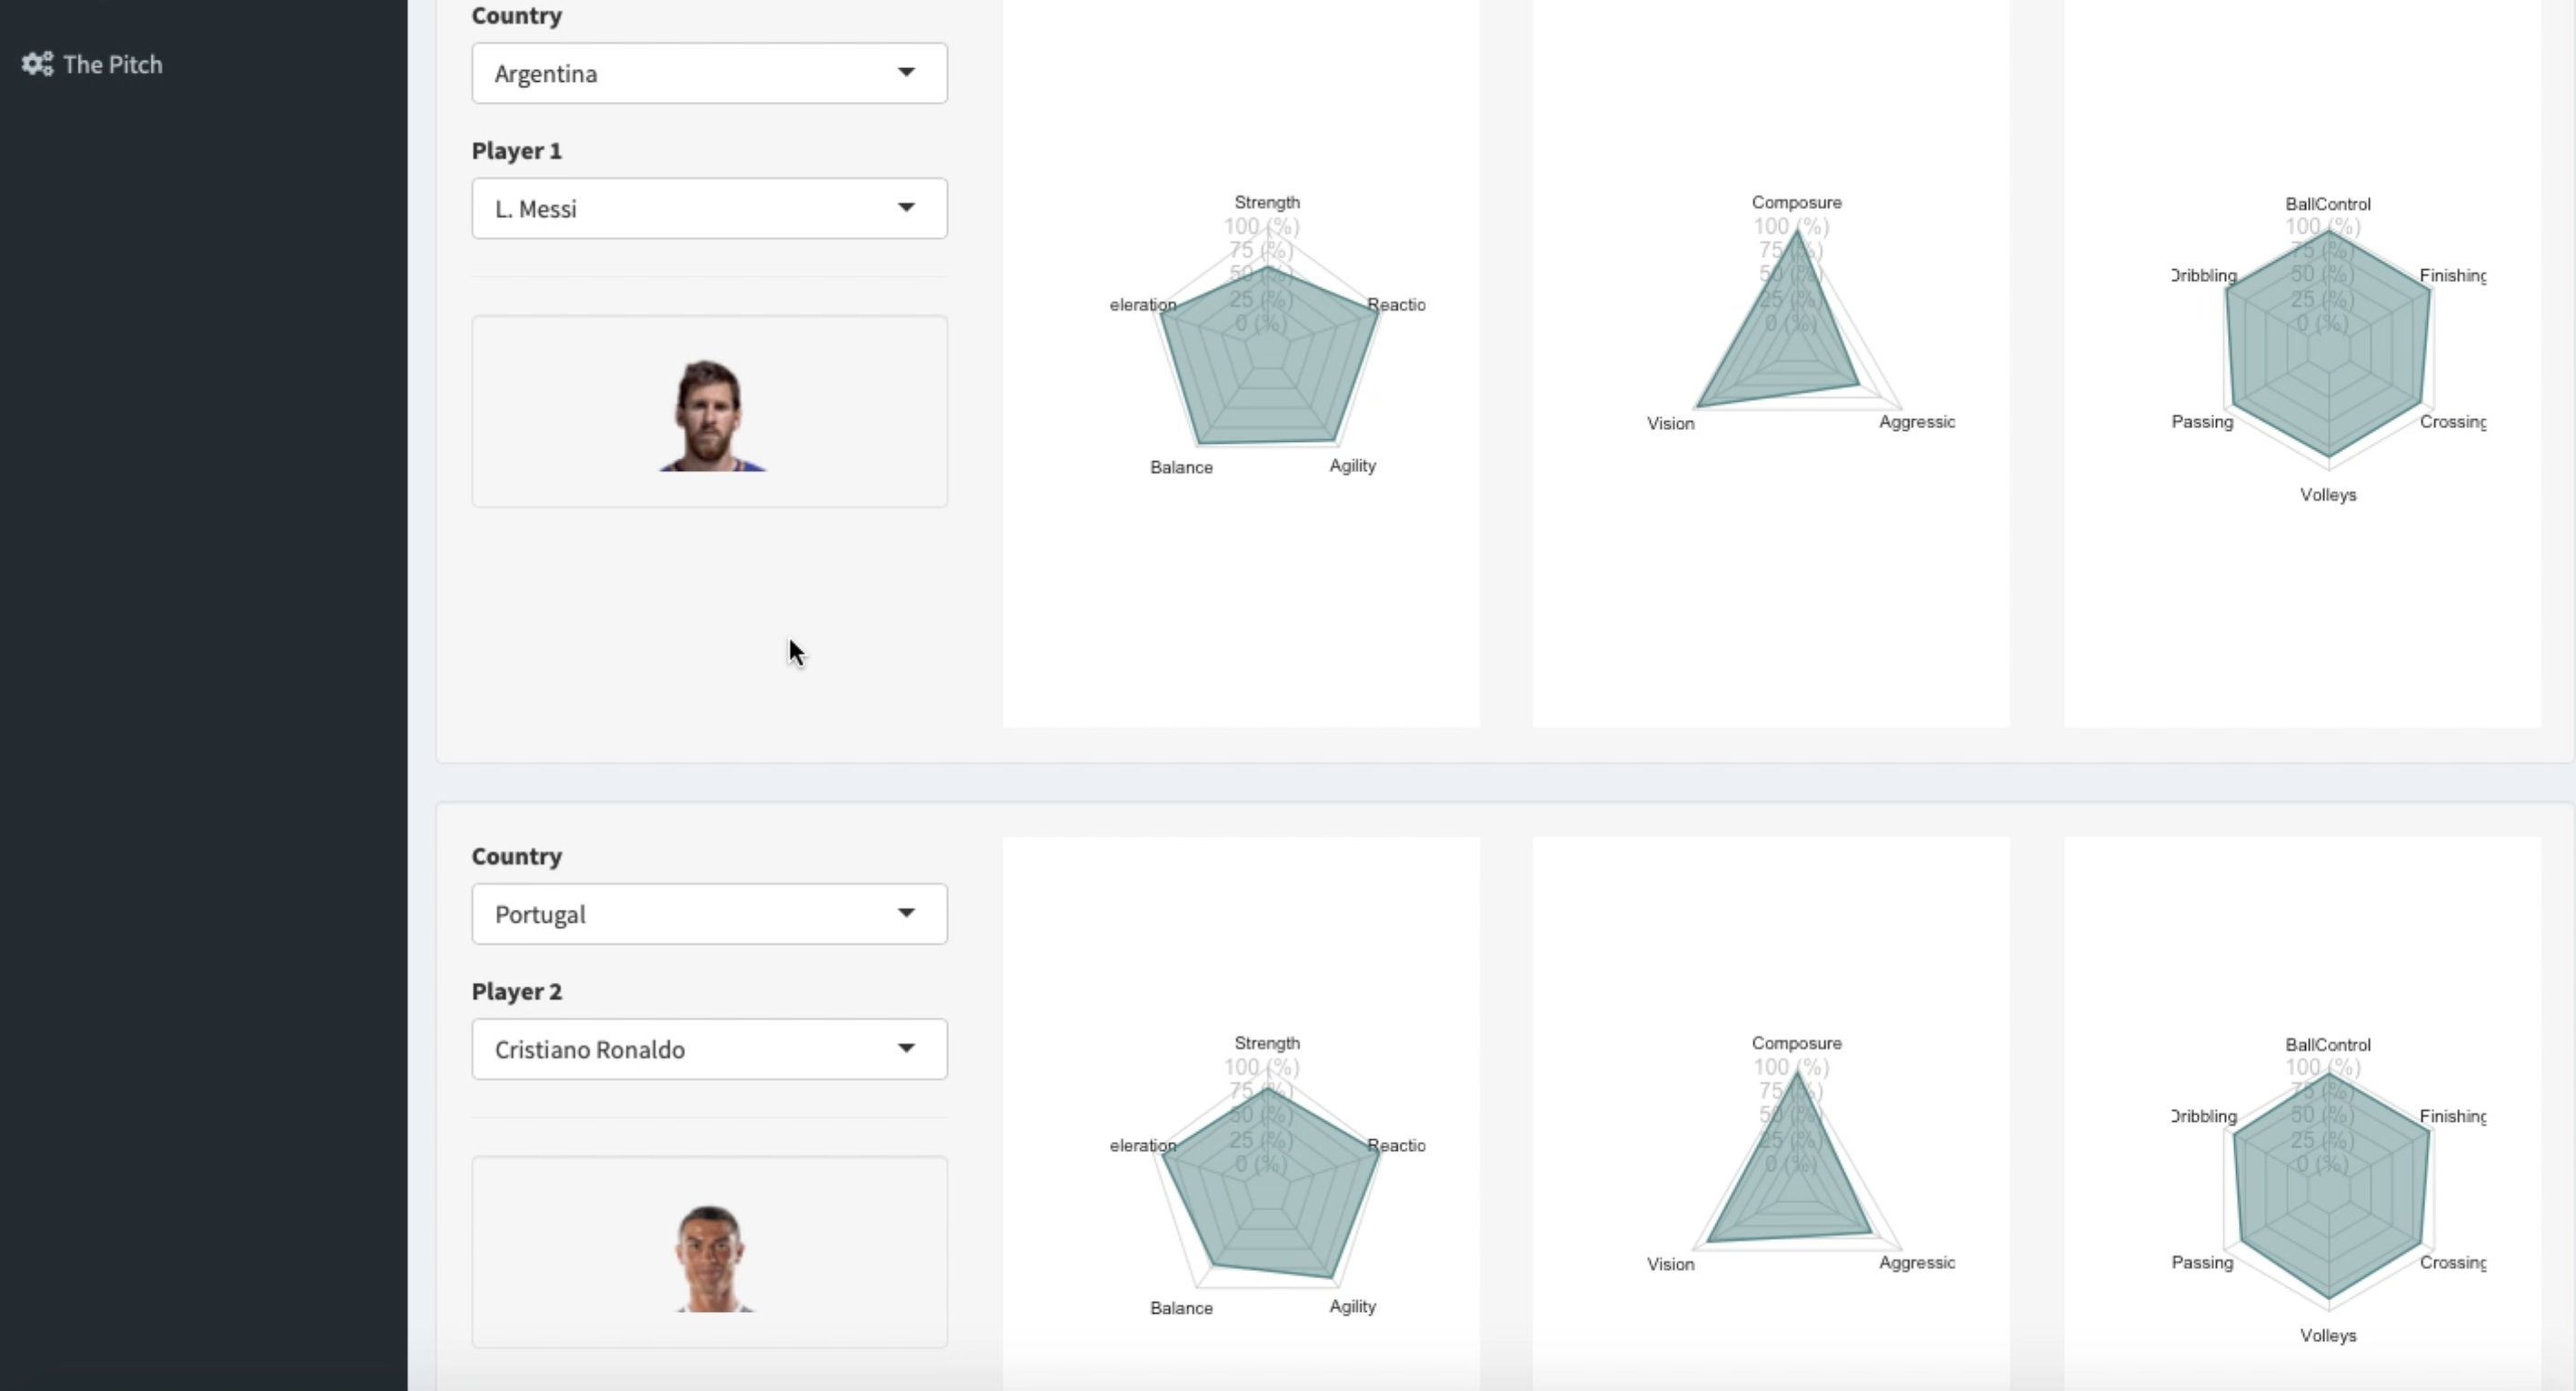 The Pitch
Country
Argentina
Player 1
L. Messi
Strength
100 (%)
75 (%)
50 (%)
25 (%)
0 (%)
eleration
Reactio
Balance
Agility
Composure
100 (%)
75 (%)
50 (%)
25 (%)
0 (%)
Vision
Aggressic
BallControl
100 (%)
75 (%)
50 (%)
25 (%)
0 (%)
Dribbling
Finishing
Passing
Crossing
Volleys
Country
Portugal
Player 2
Cristiano Ronaldo
Strength
100 (%)
75 (%)
50 (%)
25 (%)
0 (%)
eleration
Reactio
Balance
Agility
Composure
100 (%)
75 (%)
50 (%)
25 (%)
0 (%)
Vision
Aggressic
BallControl
100 (%)
75 (%)
50 (%)
25 (%)
0 (%)
Dribbling
Finishing
Passing
Crossing
Volleys